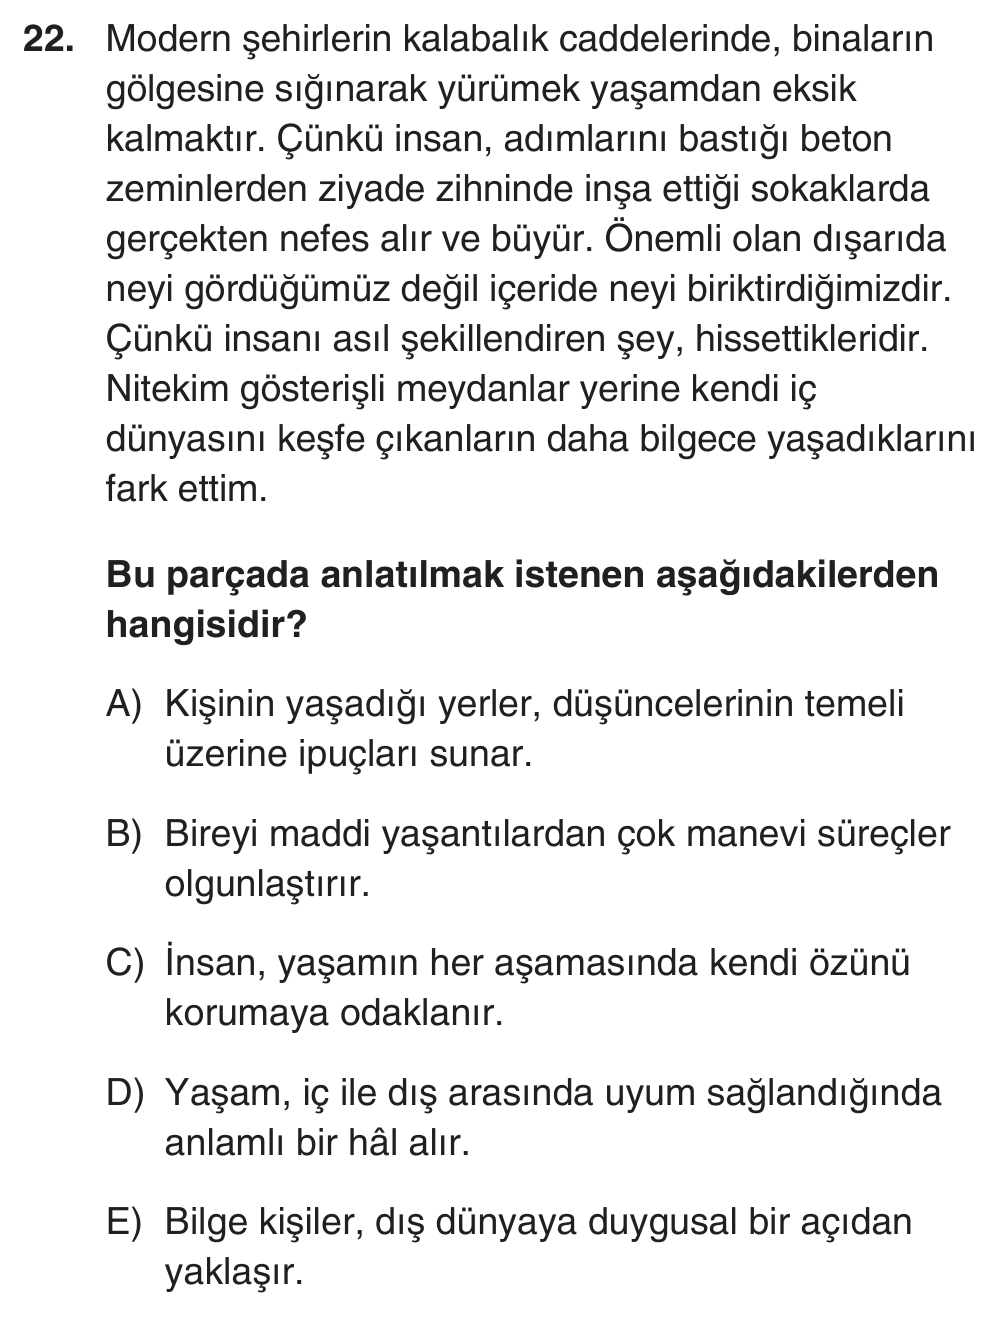 22. Modern şehirlerin kalabalık caddelerinde, binaların
gölgesine sığınarak yürümek yaşamdan eksik
kalmaktır. Çünkü insan, adımlarını bastığı beton
zeminlerden ziyade zihninde inşa ettiği sokaklarda
gerçekten nefes alır ve büyür. Önemli olan dışarıda
neyi gördüğümüz değil içeride neyi biriktirdiğimizdir.
Çünkü insanı asıl şekillendiren şey, hissettikleridir.
Nitekim gösterişli meydanlar yerine kendi iç
dünyasını keşfe çıkanların daha bilgece yaşadıklarını
fark ettim.
Bu parçada anlatılmak istenen aşağıdakilerden
hangisidir?
A) Kişinin yaşadığı yerler, düşüncelerinin temeli
üzerine ipuçları sunar.
B) Bireyi maddi yaşantılardan çok manevi süreçler
olgunlaştırır.
C) İnsan, yaşamın her aşamasında kendi özünü
korumaya odaklanır.
D) Yaşam, iç ile dış arasında uyum sağlandığında
anlamlı bir hâl alır.
E) Bilge kişiler, dış dünyaya duygusal bir açıdan
yaklaşır.